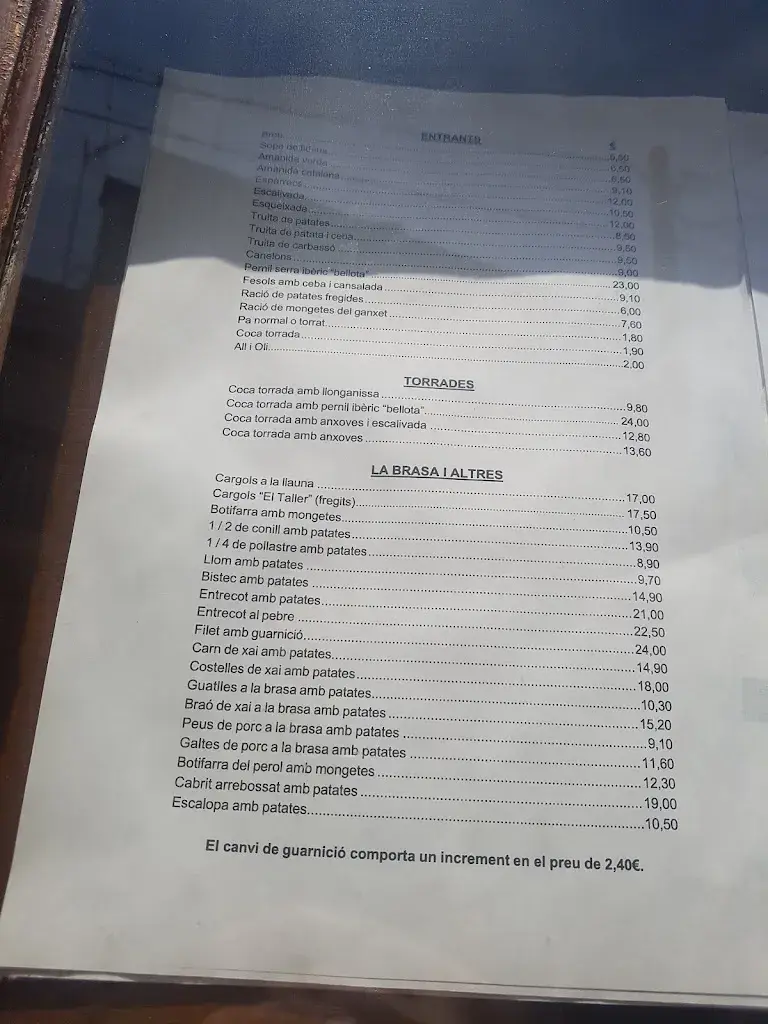 ENTRANTS €
Brou........6,50
Sopa de fideus........6,50
Amanida verda........6,50
Amanida catalana........9,10
Espàrrecs........12,00
Escalivada........10,50
Esqueixada........12,00
Truita de patates........8,50
Truita de patata i ceba........9,50
Truita de carbassó........9,50
Canelons........9,00
Pernil serra ibèric "bellota"........23,00
Fesols amb ceba i cansalada........9,10
Ració de patates fregides........6,00
Ració de mongetes del ganxet........7,60
Pa normal o torrat........1,80
Coca torrada........1,90
All i Oli........2,00
TORRADES
Coca torrada amb llonganissa........9,80
Coca torrada amb pernil ibèric "bellota"........24,00
Coca torrada amb anxoves i escalivada........12,80
Coca torrada amb anxoves........13,60
LA BRASA I ALTRES
Cargols a la llauna........17,00
Cargols "El Taller" (fregits)........17,50
Botifarra amb mongetes........10,50
1 / 2 de conill amb patates........13,90
1 / 4 de pollastre amb patates........8,90
Llom amb patates........9,70
Bistec amb patates........14,90
Entrecot amb patates........21,00
Entrecot al pebre........22,50
Filet amb guarnició........24,00
Carn de xai amb patates........14,90
Costelles de xai amb patates........18,00
Guatlles a la brasa amb patates........10,30
Braó de xai a la brasa amb patates........15,20
Peus de porc a la brasa amb patates........9,10
Galtes de porc a la brasa amb patates........11,60
Botifarra del perol amb mongetes........12,30
Cabrit arrebossat amb patates........19,00
Escalopa amb patates........10,50
El canvi de guarnició comporta un increment en el preu de 2,40€.